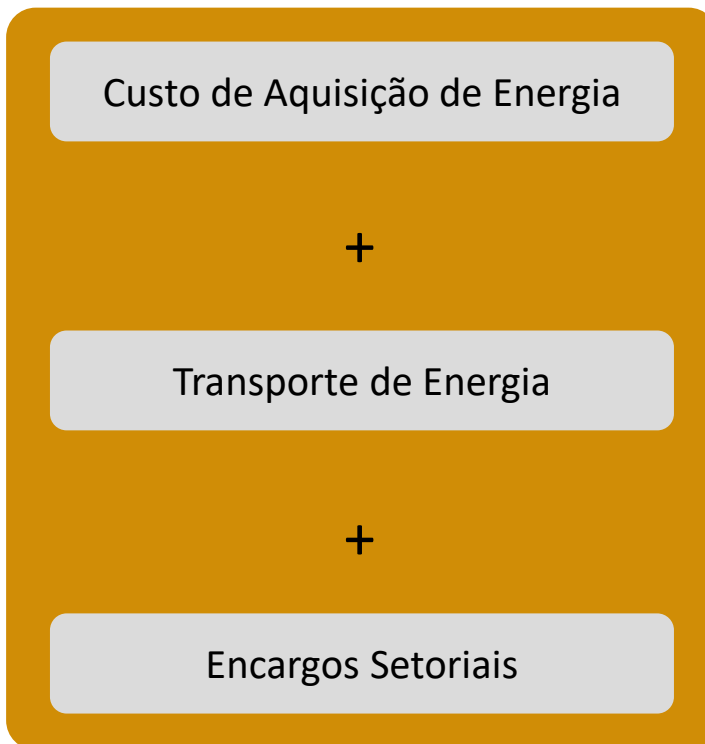 Custo de Aquisição de Energia
+
Transporte de Energia
+
Encargos Setoriais